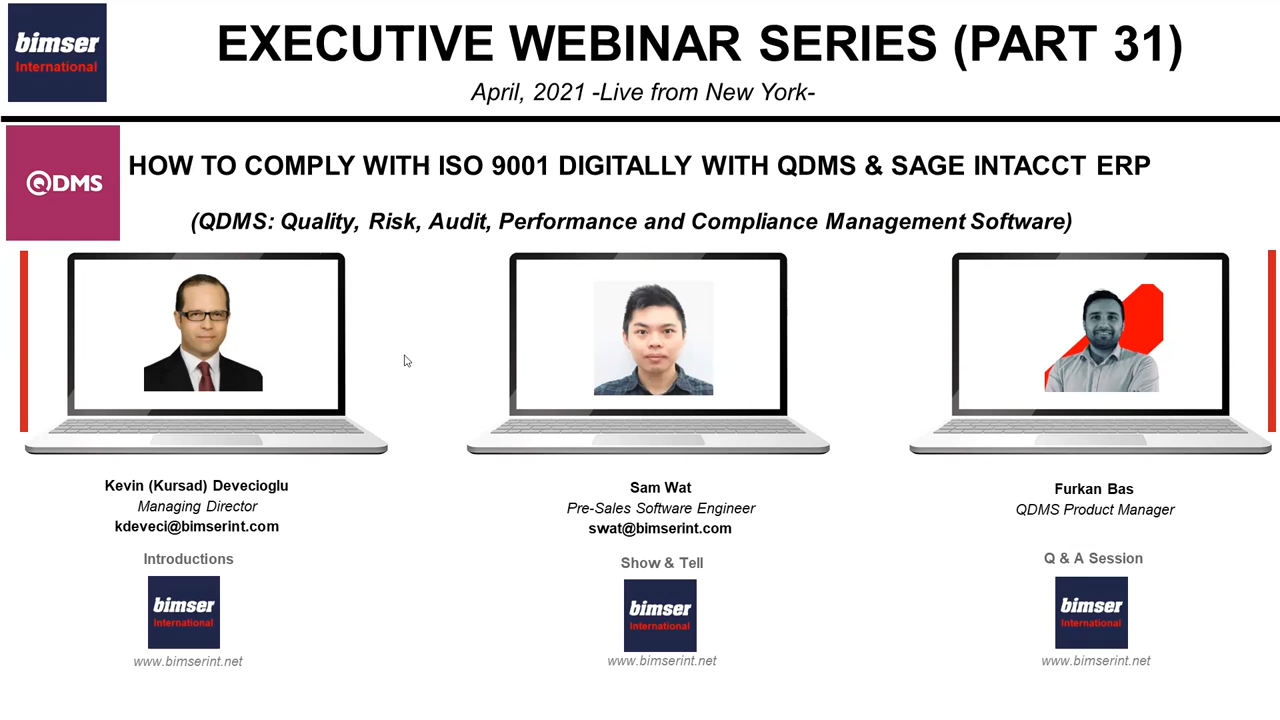 bimser
International
EXECUTIVE WEBINAR SERIES (PART 31)
April, 2021 -Live from New York-
QDMS
HOW TO COMPLY WITH ISO 9001 DIGITALLY WITH QDMS & SAGE INTACCT ERP
(QDMS: Quality, Risk, Audit, Performance and Compliance Management Software)
Kevin (Kursad) Devecioglu
Managing Director
kdeveci@bimserint.com
Introductions
bimser
International
www.bimserint.net
Sam Wat
Pre-Sales Software Engineer
swat@bimserint.com
Show & Tell
bimser
International
www.bimserint.net
Furkan Bas
QDMS Product Manager
Q & A Session
bimser
International
www.bimserint.net